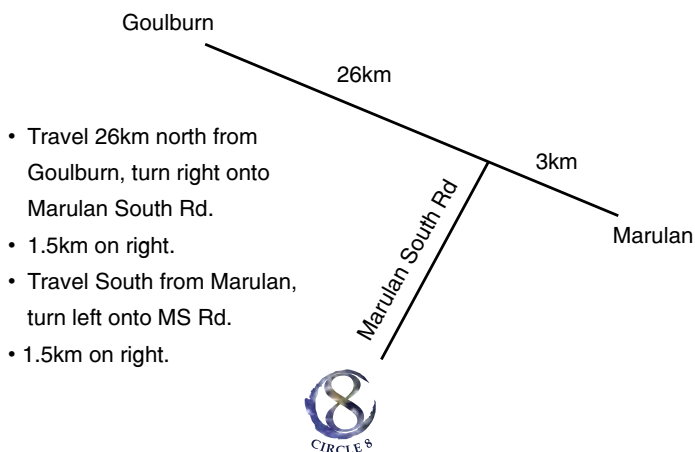 Goulburn
26km
• Travel 26km north from
Goulburn, turn right onto
Marulan South Rd.
• 1.5km on right.
• Travel South from Marulan,
turn left onto MS Rd.
• 1.5km on right.
3km
Marulan
Marulan South Rd
8
CIRCLE 8